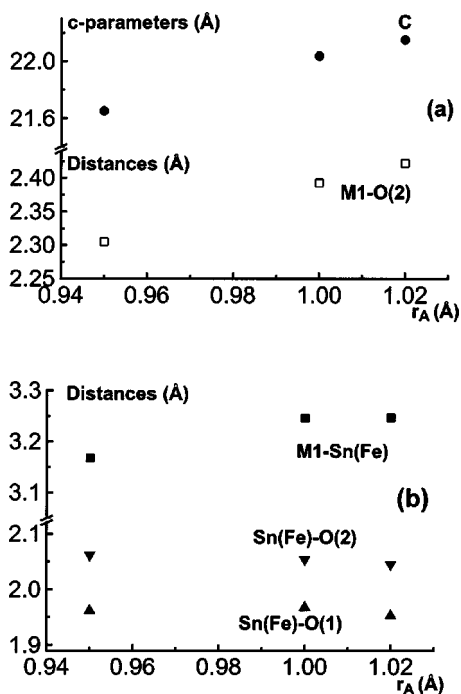 c-parameters (Å)
C
22.0
21.6
(a)
Distances (Å)
2.40
M1-O(2)
2.35
2.30
2.25
0.94 0.96 0.98 1.00 1.02
rA (Å)
Distances (Å)
3.3
3.2
M1-Sn(Fe)
3.1
(b)
2.1
Sn(Fe)-O(2)
2.0
Sn(Fe)-O(1)
1.9
0.94 0.96 0.98 1.00 1.02
rA (Å)